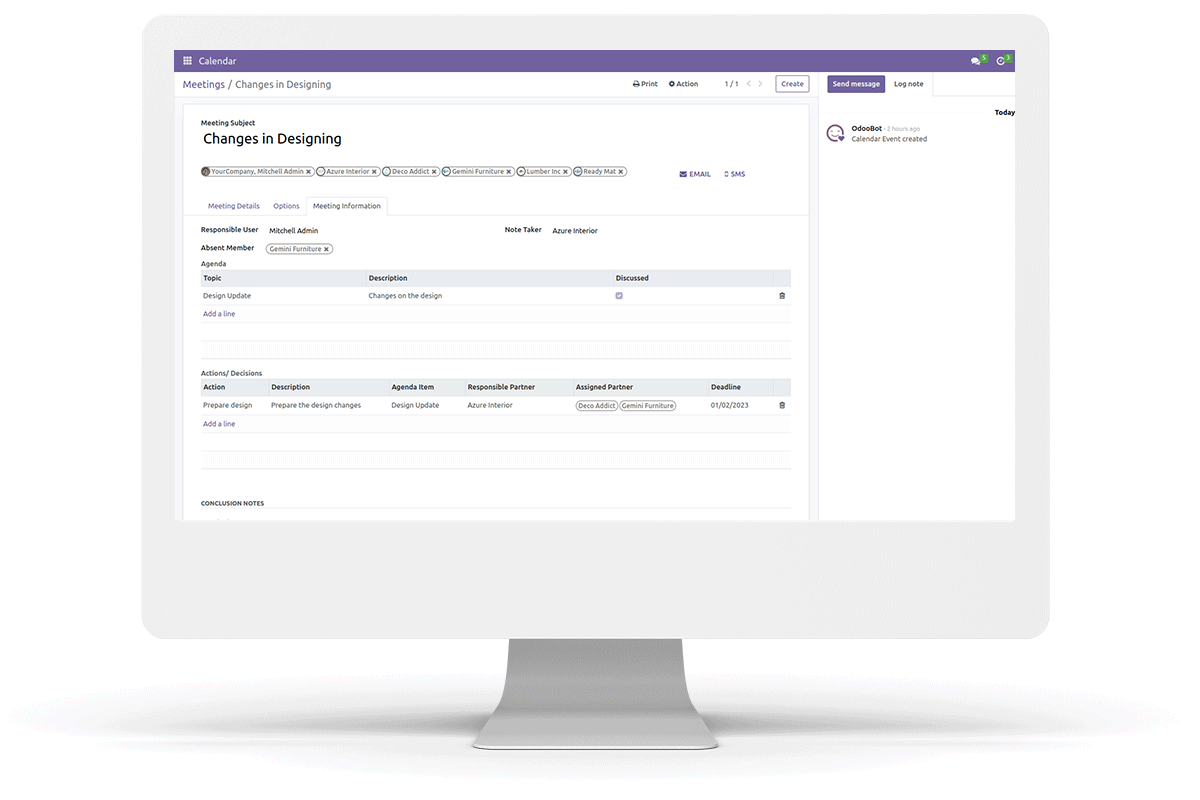 Calendar
5
3
Meetings / Changes in Designing
Print
Action
1 / 1
Create
Send message
Log note
Today
OdooBot - 2 hours ago
Calendar Event created
Meeting Subject
Changes in Designing
YourCompany, Mitchell Admin ×
Azure Interior ×
Deco Addict ×
Gemini Furniture ×
Lumber Inc ×
Ready Mat ×
EMAIL
SMS
Meeting Details
Options
Meeting Information
Responsible User Mitchell Admin
Note Taker Azure Interior
Absent Member Gemini Furniture ×
Agenda
Topic Description Discussed
Design Update Changes on the design
Add a line
Actions/ Decisions
Action Description Agenda Item Responsible Partner Assigned Partner Deadline
Prepare design Prepare the design changes Design Update Azure Interior Deco Addict Gemini Furniture 01/02/2023
Add a line
CONCLUSION NOTES